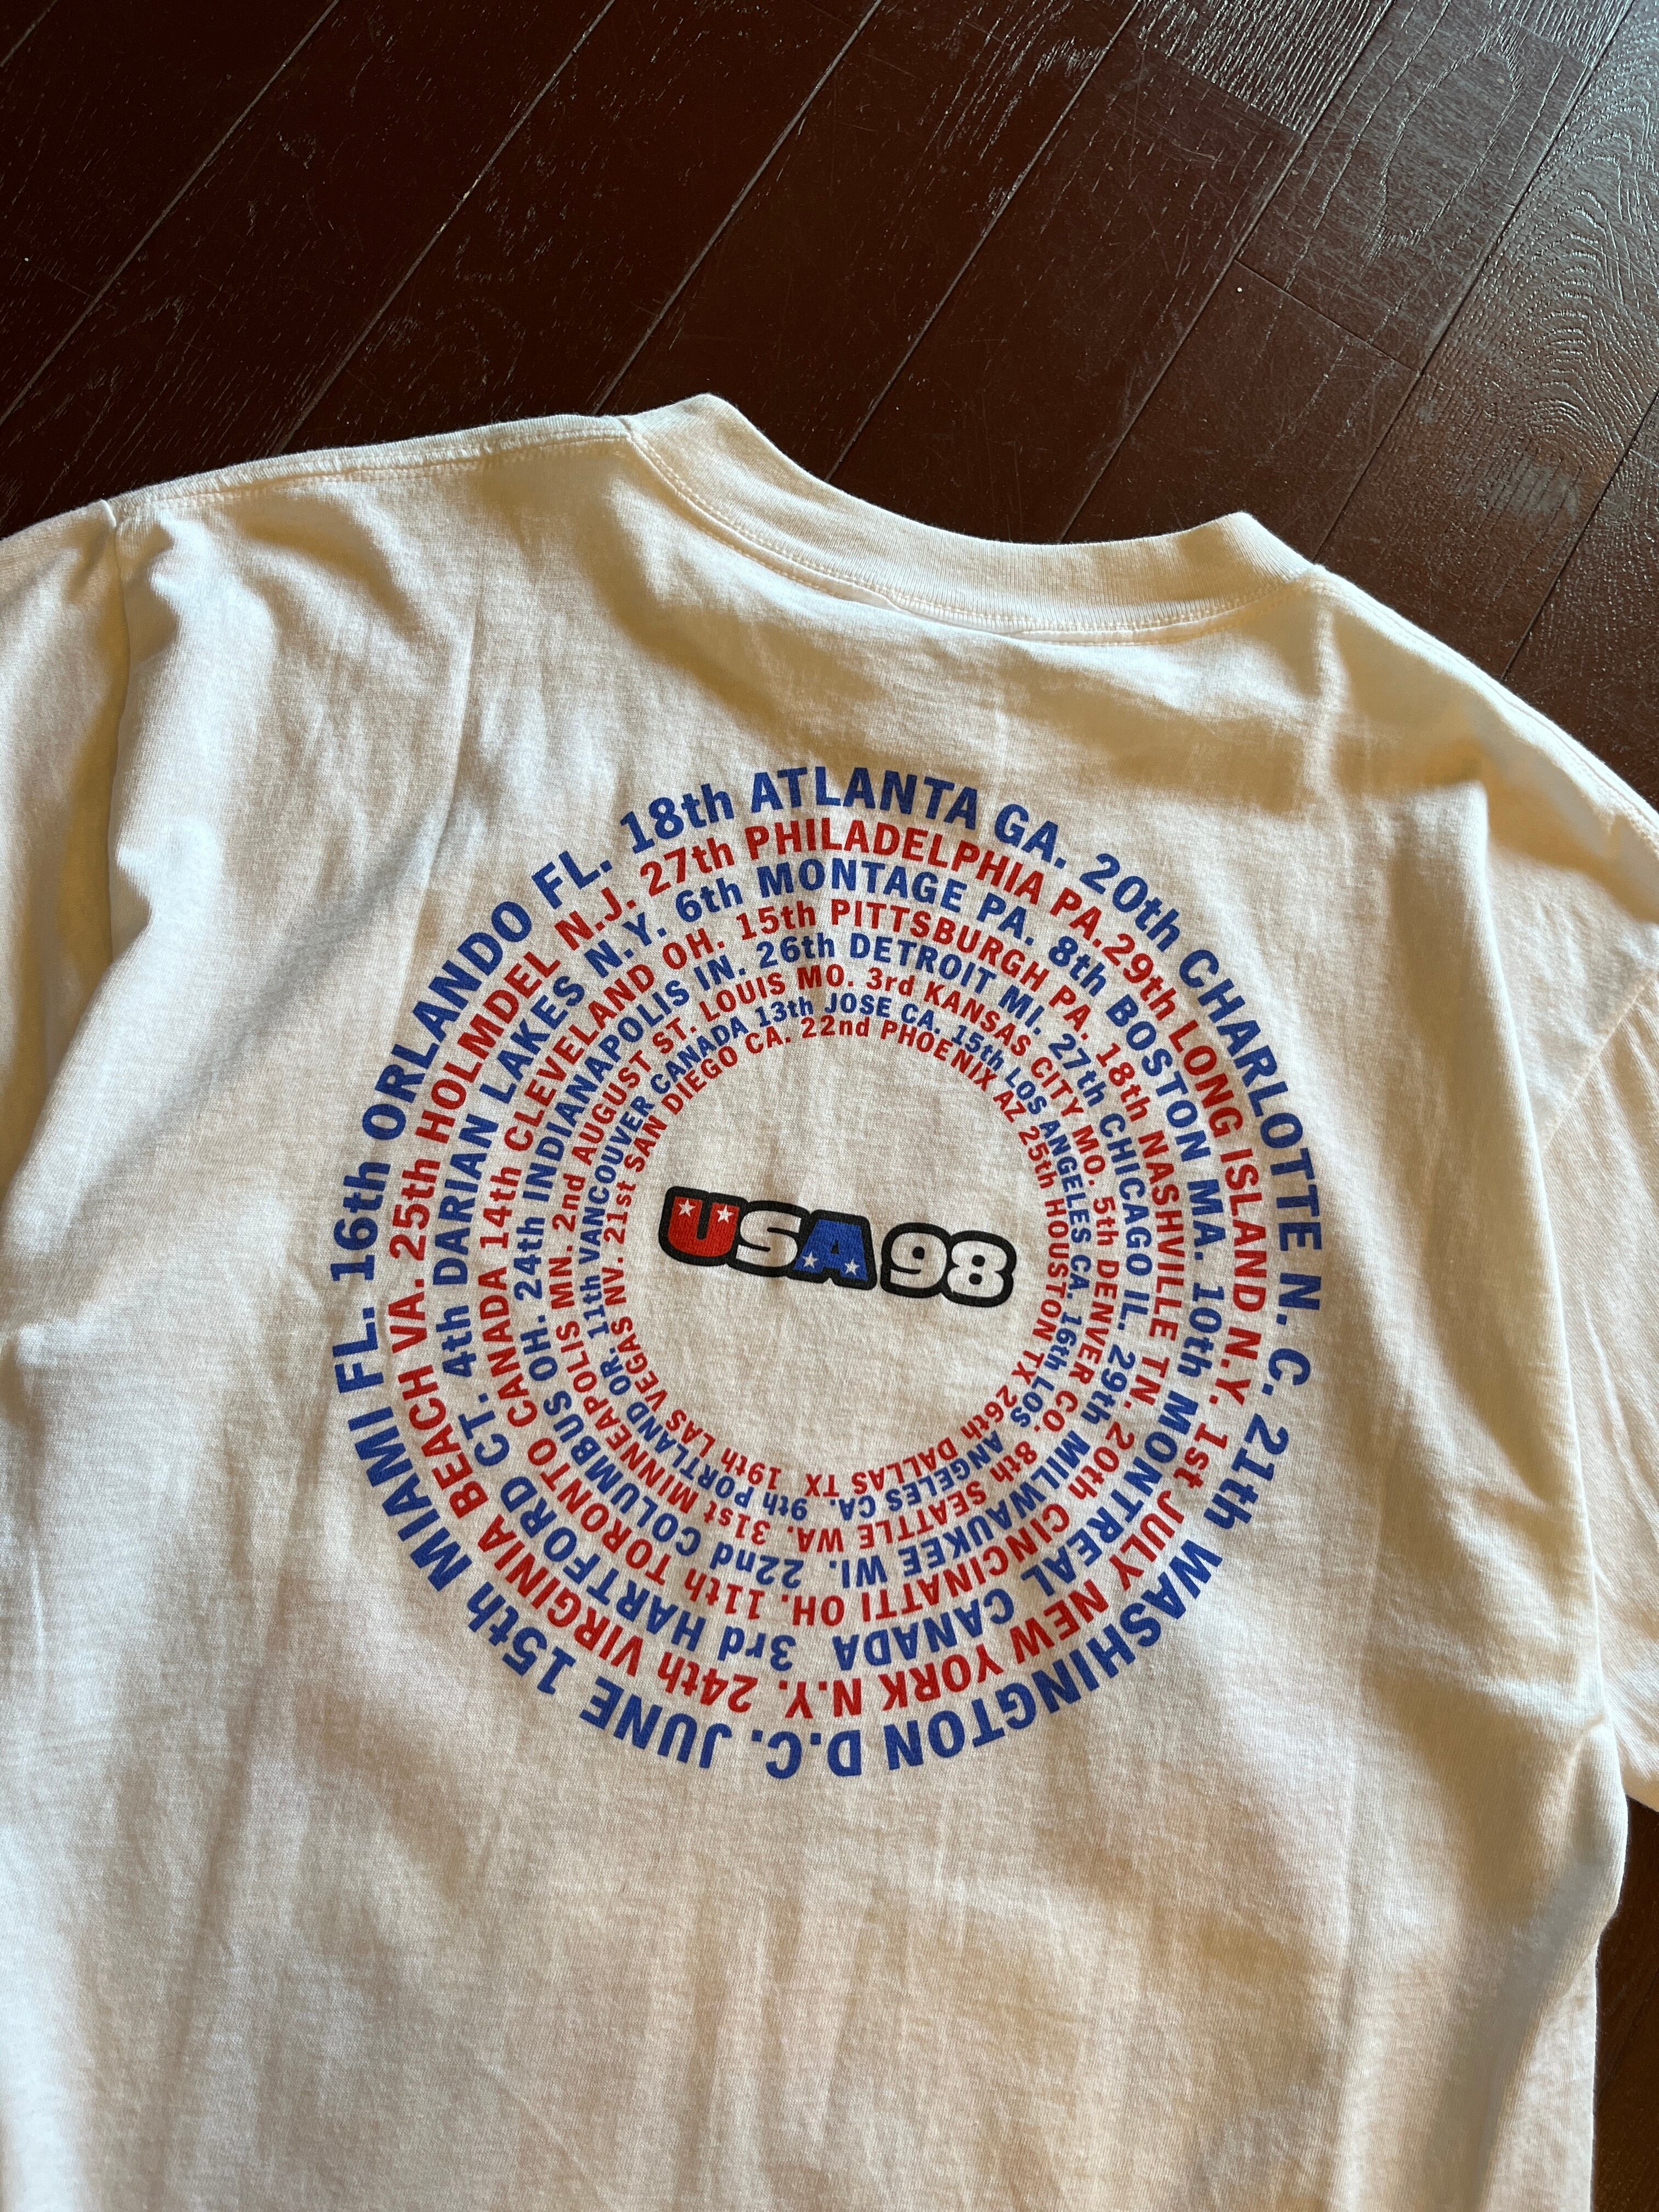 JUNE 15th MIAMI FL. 16th ORLANDO FL. 18th ATLANTA GA. 20th CHARLOTTE N.C. 21th WASHINGTON D.C.
24th VIRGINIA BEACH VA. 25th HOLMDEL N.J. 27th PHILADELPHIA PA. 29th LONG ISLAND N.Y. 1st JULY NEW YORK N.Y.
3rd HARTFORD CT. 4th DARIAN LAKES N.Y. 6th MONTAGE PA. 8th BOSTON MA. 10th MONTREAL CANADA
11th TORONTO CANADA 14th CLEVELAND OH. 15th PITTSBURGH PA. 18th NASHVILLE TN. 20th CINCINATTI OH.
22nd COLUMBUS OH. 24th INDIANAPOLIS IN. 26th DETROIT MI. 27th CHICAGO IL. 29th MILWAUKEE WI.
31st MINNEAPOLIS MN. 2nd AUGUST ST. LOUIS MO. 3rd KANSAS CITY MO. 5th DENVER CO. 8th SEATTLE WA.
9th PORTLAND OR. 11th VANCOUVER CANADA 13th JOSE CA. 15th LOS ANGELES CA. 16th LOS ANGELES CA.
19th LAS VEGAS NV. 21st SAN DIEGO CA. 22nd PHOENIX AZ 25th HOUSTON TX 26th DALLAS TX
USA 98